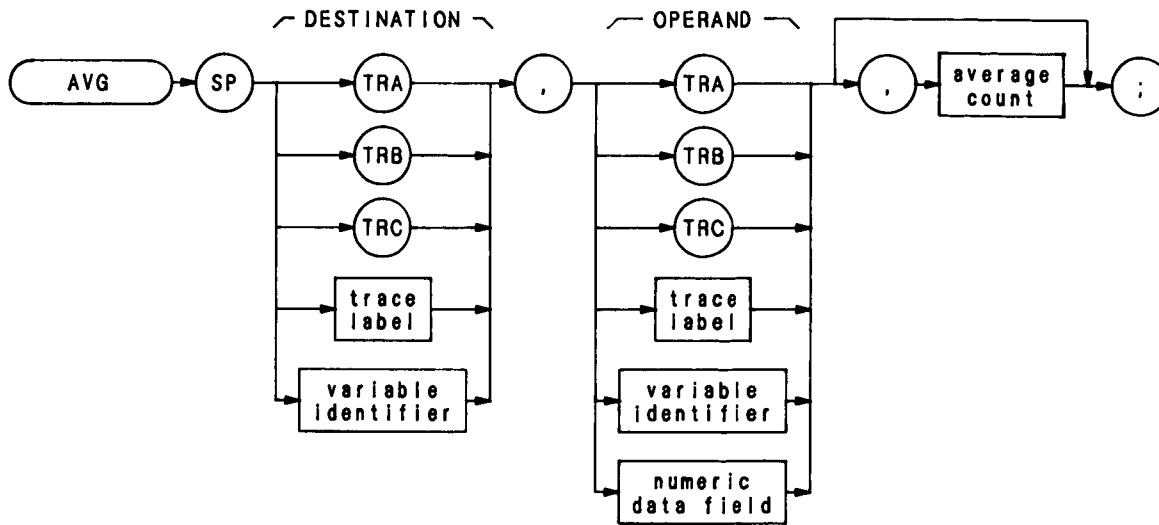 DESTINATION
OPERAND
AVG
SP
TRA
,
TRA
,
average
count
;
TRB
TRB
TRC
TRC
trace
label
trace
label
variable
identifier
variable
identifier
numeric
data field